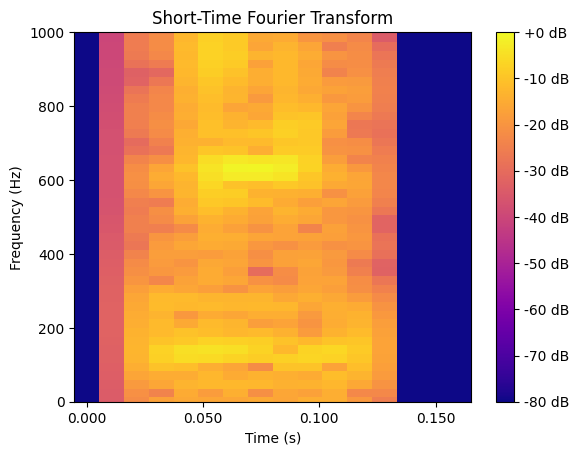 Short-Time Fourier Transform
1000
800
600
400
200
0
Frequency (Hz)
0.000
0.050
0.100
0.150
Time (s)
+0 dB
-10 dB
-20 dB
-30 dB
-40 dB
-50 dB
-60 dB
-70 dB
-80 dB